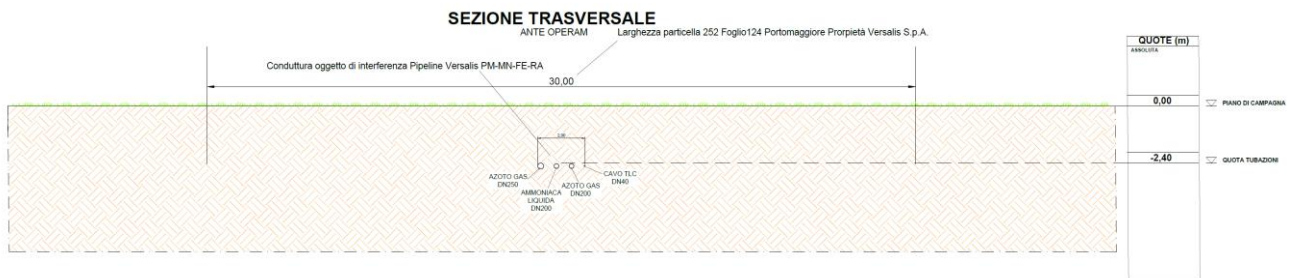 SEZIONE TRASVERSALE
ANTE OPERAM
Larghezza particella 252 Foglio124 Portomaggiore Prorpietà Versalis S.p.A.
QUOTE (m)
ASSOLUTA
Conduttura oggetto di interferenza Pipeline Versalis PM-MN-FE-RA
30,00
0,00
PIANO DI CAMPAGNA
-2,40
QUOTA TUBAZIONI
AZOTO GAS
DN250
AMMONIACA
LIQUIDA
DN200
AZOTO GAS
DN200
CAVO TLC
DN40